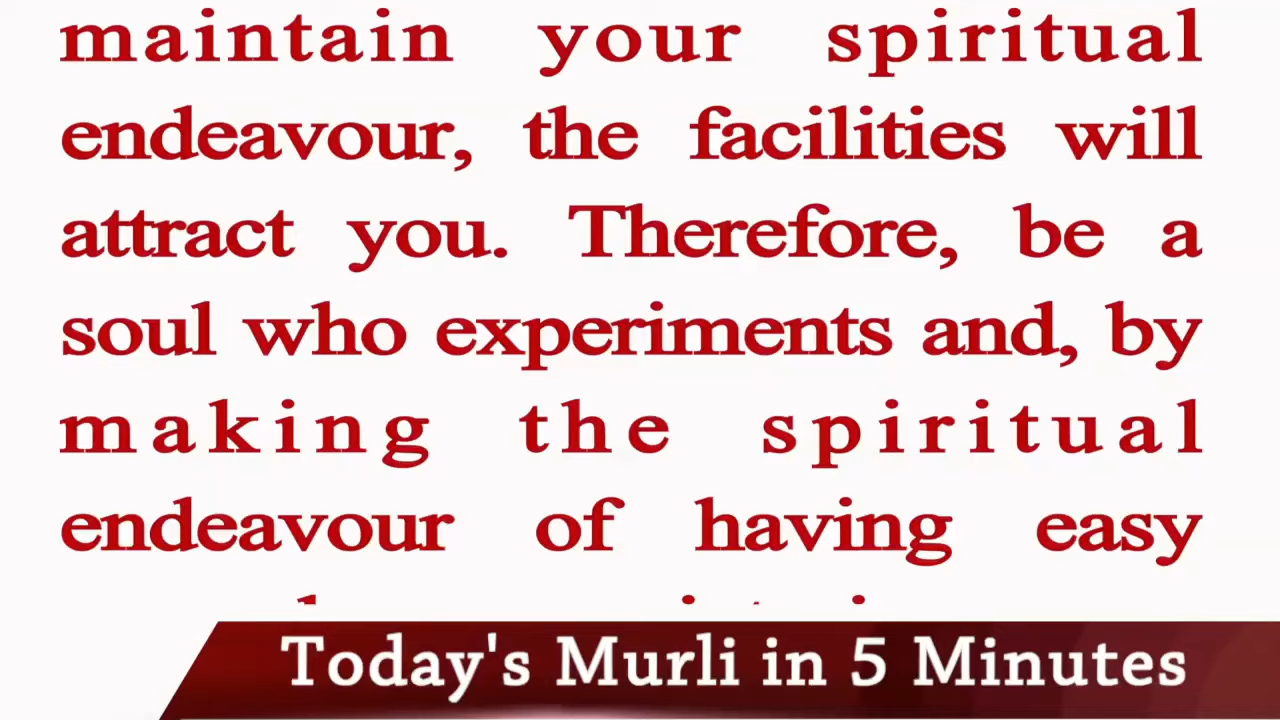 maintain your spiritual
endeavour, the facilities will
attract you. Therefore, be a
soul who experiments and, by
making the spiritual
endeavour of having easy
Today's Murli in 5 Minutes